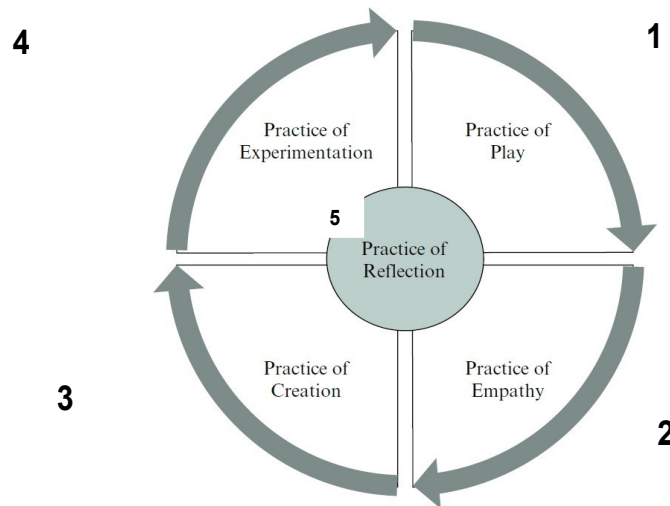 4
1
Practice of
Experimentation
Practice of
Play
5
Practice of
Reflection
Practice of
Creation
Practice of
Empathy
3
2